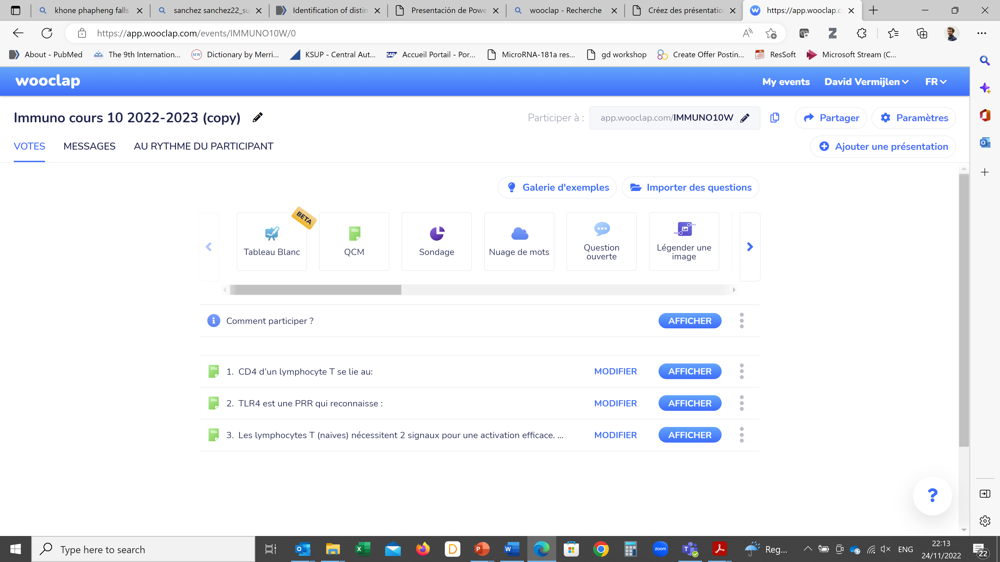 khone phapheng falls
sanchez sanchez22_su
Identification of distin
Presentación de Powe
wooclap - Recherche
Créez des présentatio
https://app.wooclap.c
https://app.wooclap.com/events/IMMUNO10W/0
About - PubMed
The 9th Internation...
MW Dictionary by Merri...
KSUP - Central Aut...
SAP Accueil Portail - Por...
MicroRNA-181a res...
gd workshop
Create Offer Postin...
ResSoft
Microsoft Stream (C...
wooclap
My events
David Vermijlen
FR
Immuno cours 10 2022-2023 (copy)
Participer à :
app.wooclap.com/IMMUNO10W
Partager
Paramètres
VOTES
MESSAGES
AU RYTHME DU PARTICIPANT
Ajouter une présentation
Galerie d'exemples
Importer des questions
BETA
Tableau Blanc
QCM
Sondage
Nuage de mots
Question
ouverte
Légender une
image
Comment participer ?
AFFICHER
1. CD4 d’un lymphocyte T se lie au:
MODIFIER
AFFICHER
2. TLR4 est une PRR qui reconnaisse :
MODIFIER
AFFICHER
3. Les lymphocytes T (naives) nécessitent 2 signaux pour une activation efficace. ...
MODIFIER
AFFICHER
?
Type here to search
zoom
Reg...
ENG
22:13
24/11/2022
22